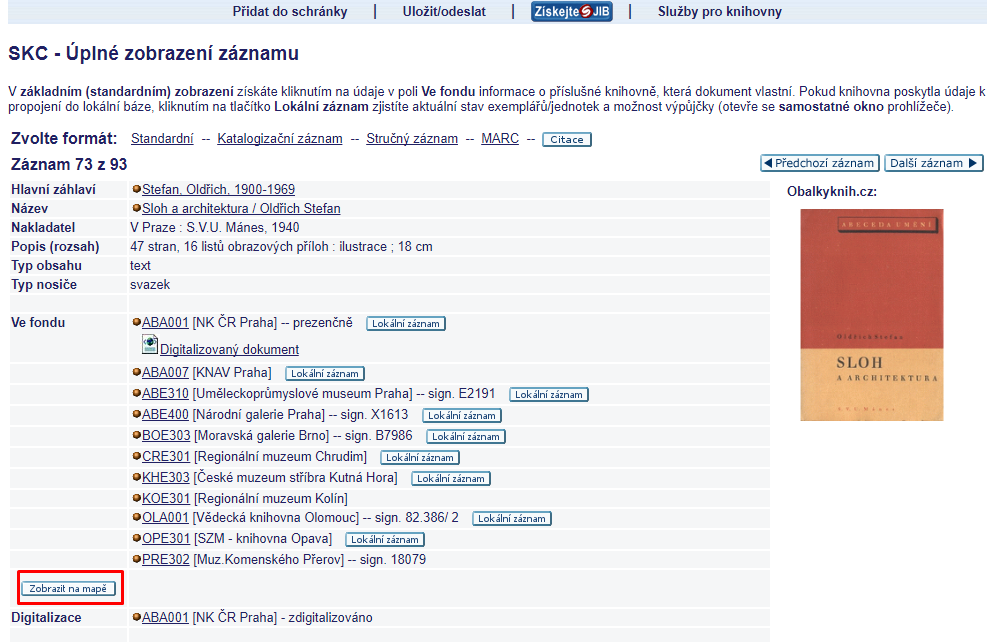 Přidat do schránky | Uložit/odeslat | Získejte JIB | Služby pro knihovny
SKC - Úplné zobrazení záznamu
V základním (standardním) zobrazení získáte kliknutím na údaje v poli Ve fondu informace o příslušné knihovně, která dokument vlastní. Pokud knihovna poskytla údaje k
propojení do lokální báze, kliknutím na tlačítko Lokální záznam zjistíte aktuální stav exemplářů/jednotek a možnost výpůjčky (otevře se samostatné okno prohlížeče).
Zvolte formát: Standardní -- Katalogizační záznam -- Stručný záznam -- MARC -- Citace
Záznam 73 z 93
Předchozí záznam Další záznam
Hlavní záhlaví Stefan, Oldřich, 1900-1969
Název Sloh a architektura / Oldřich Stefan
Nakladatel V Praze : S.V.U. Mánes, 1940
Popis (rozsah) 47 stran, 16 listů obrazových příloh : ilustrace ; 18 cm
Typ obsahu text
Typ nosiče svazek
Ve fondu ABA001 [NK ČR Praha] -- prezenčně Lokální záznam
Digitalizovaný dokument
ABA007 [KNAV Praha] Lokální záznam
ABE310 [Uměleckoprůmyslové museum Praha] -- sign. E2191 Lokální záznam
ABE400 [Národní galerie Praha] -- sign. X1613 Lokální záznam
BOE303 [Moravská galerie Brno] -- sign. B7986 Lokální záznam
CRE301 [Regionální muzeum Chrudim] Lokální záznam
KHE303 [České muzeum stříbra Kutná Hora] Lokální záznam
KOE301 [Regionální muzeum Kolín]
OLA001 [Vědecká knihovna Olomouc] -- sign. 82.386/ 2 Lokální záznam
OPE301 [SZM - knihovna Opava] Lokální záznam
PRE302 [Muz.Komenského Přerov] -- sign. 18079
Zobrazit na mapě
Digitalizace ABA001 [NK ČR Praha] - zdigitalizováno
Obalkyknih.cz:
ABECEDA UMĚNÍ
Oldřich Stefan
SLOH
A ARCHITEKTURA